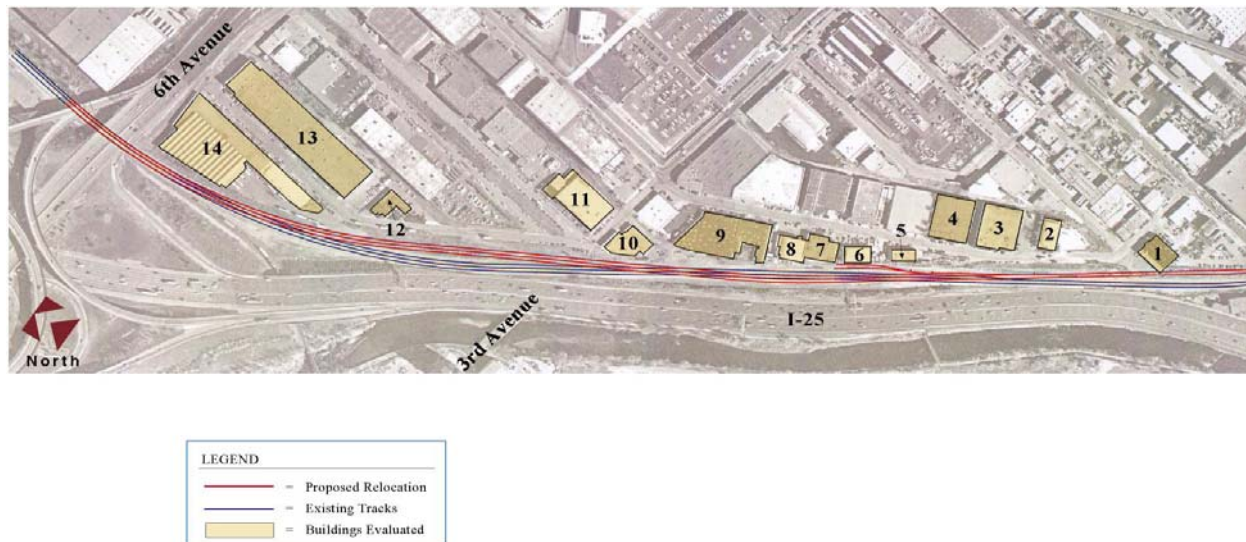 6th Avenue
13
14
12
11
10
9
8
7
6
5
4
3
2
1
I-25
3rd Avenue
North
LEGEND
= Proposed Relocation
= Existing Tracks
= Buildings Evaluated